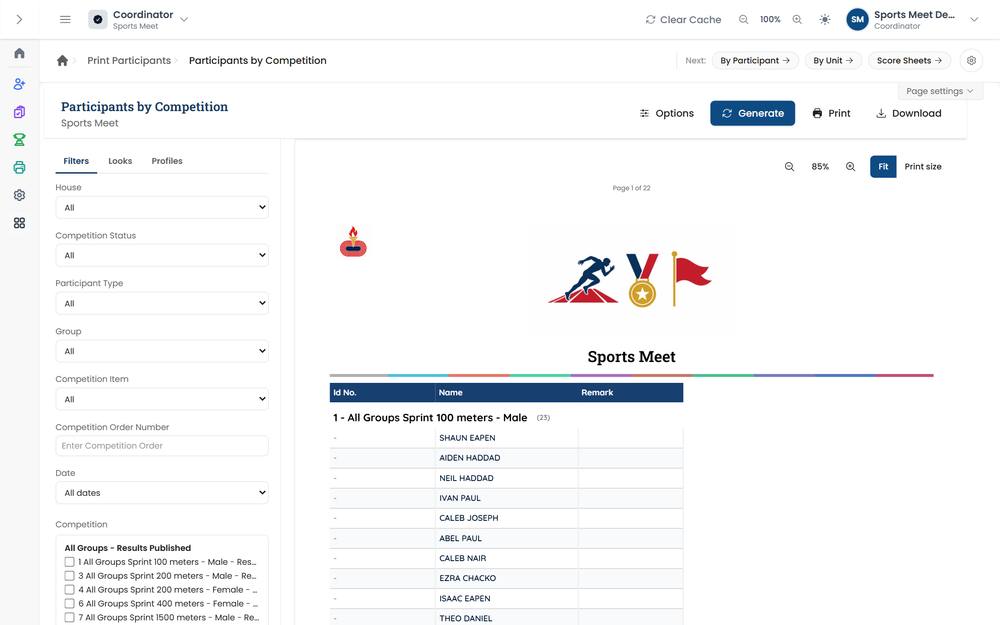 Coordinator
Sports Meet
Clear Cache
100%
SM
Sports Meet De...
Coordinator
Print Participants
Participants by Competition
Next:
By Participant →
By Unit →
Score Sheets →
Page settings
Participants by Competition
Sports Meet
Options
Generate
Print
Download
Filters
Looks
Profiles
House
All
Competition Status
All
Participant Type
All
Group
All
Competition Item
All
Competition Order Number
Enter Competition Order
Date
All dates
Competition
All Groups - Results Published
1 All Groups Sprint 100 meters - Male - Res...
3 All Groups Sprint 200 meters - Male - Re...
4 All Groups Sprint 200 meters - Female - ...
6 All Groups Sprint 400 meters - Female - ...
7 All Groups Sprint 1500 meters - Male - Re...
85%
Fit
Print size
Page 1 of 22
Sports Meet
Id No. Name Remark
1 - All Groups Sprint 100 meters - Male (23)
- SHAUN EAPEN
- AIDEN HADDAD
- NEIL HADDAD
- IVAN PAUL
- CALEB JOSEPH
- ABEL PAUL
- CALEB NAIR
- EZRA CHACKO
- ISAAC EAPEN
- THEO DANIEL